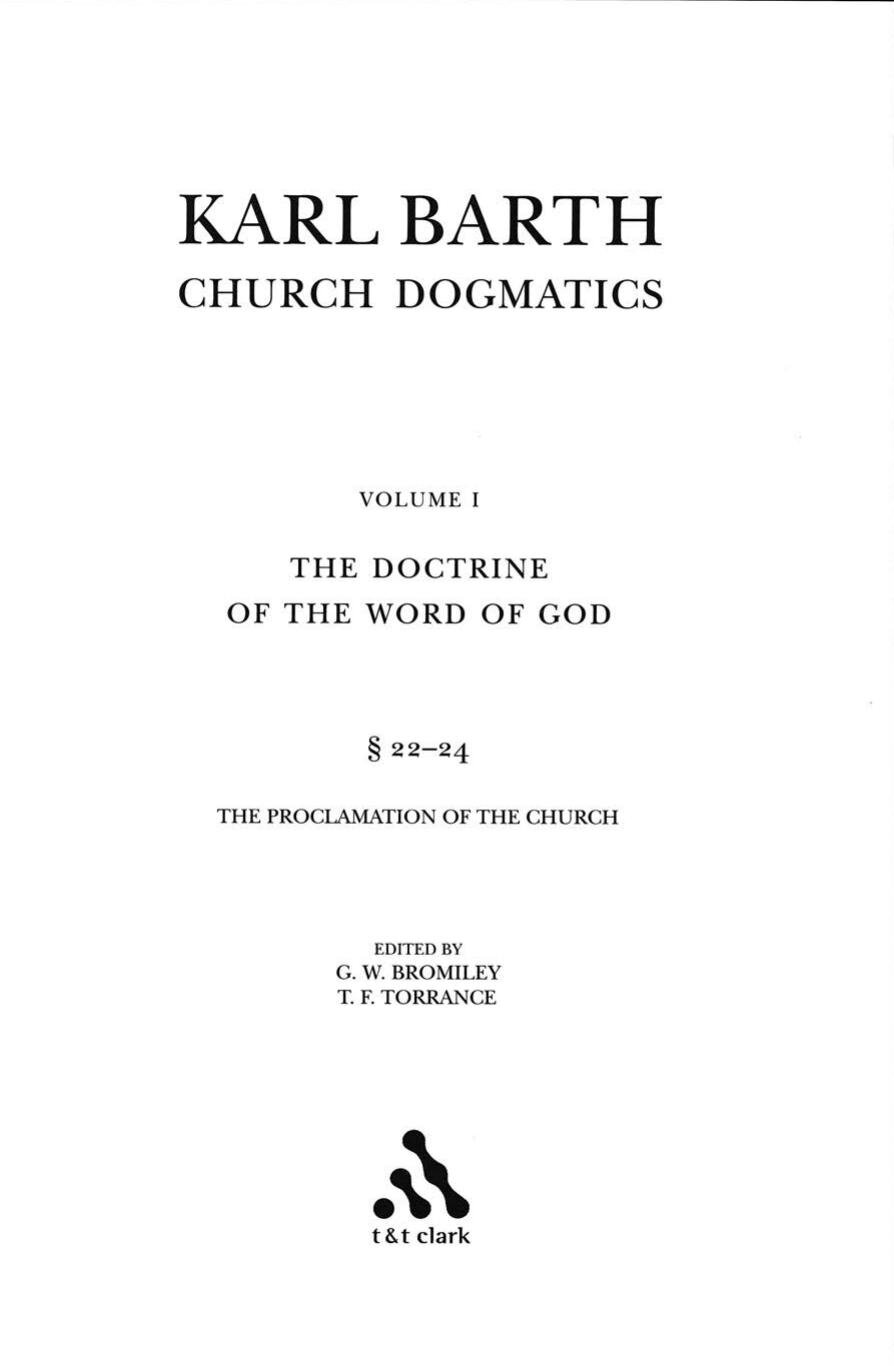 KARL BARTH
CHURCH DOGMATICS
VOLUME I
THE DOCTRINE
OF THE WORD OF GOD
§ 22–24
THE PROCLAMATION OF THE CHURCH
EDITED BY
G. W. BROMILEY
T. F. TORRANCE
t&t clark